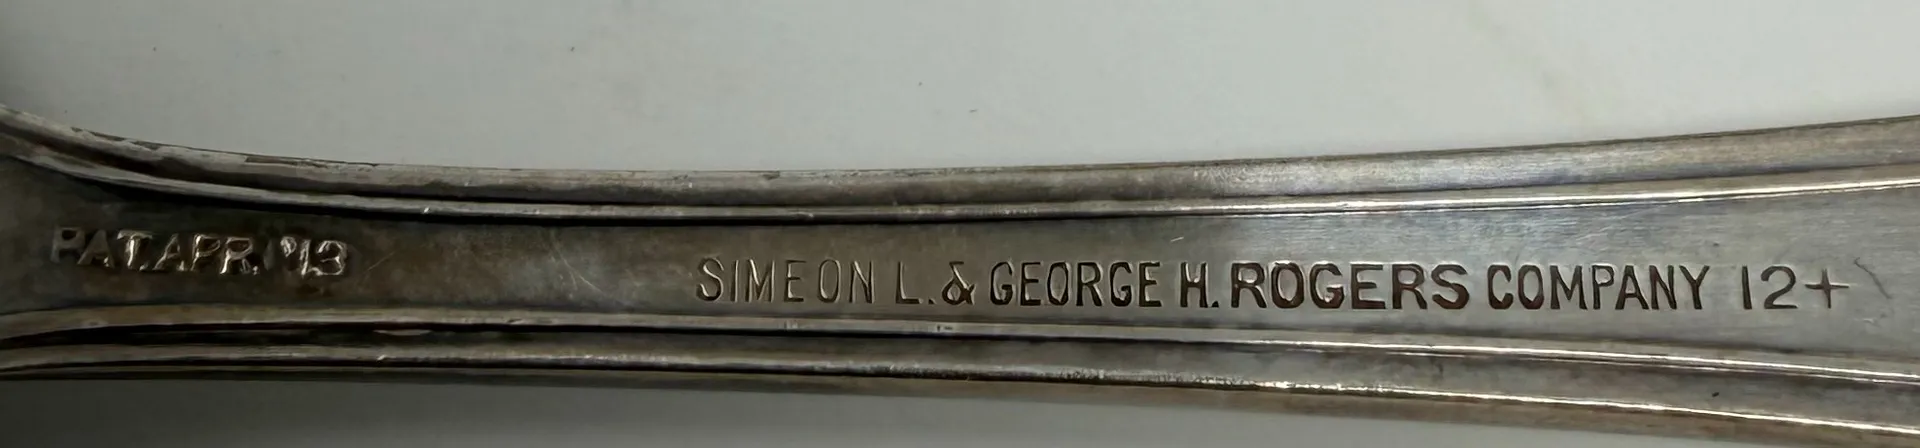 PAT. APR. '13
SIMEON L. & GEORGE H. ROGERS COMPANY 12+